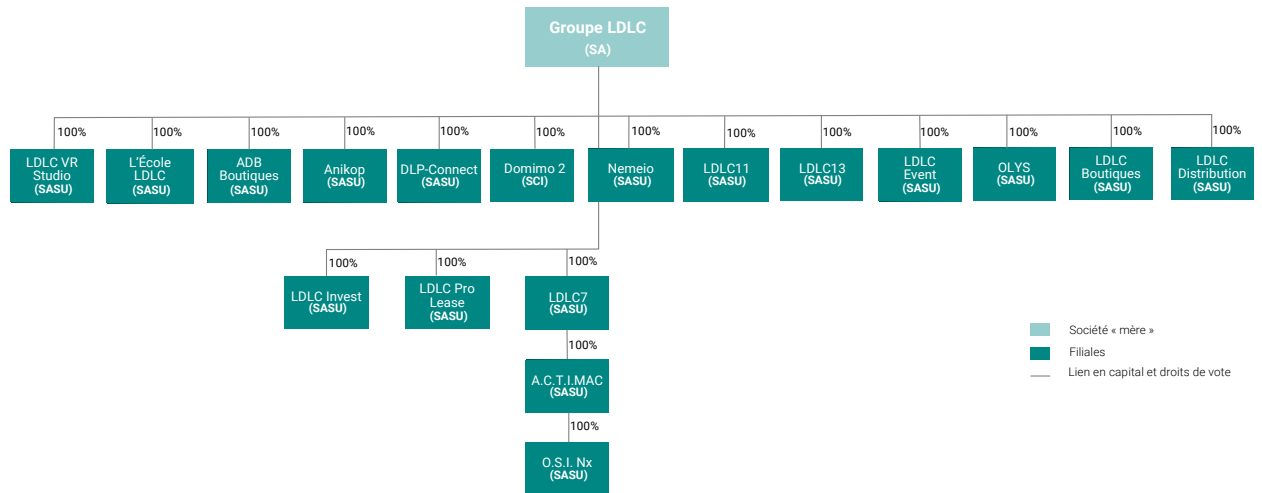 Groupe LDLC
(SA)
100% 100% 100% 100% 100% 100% 100% 100% 100% 100% 100% 100% 100%
LDLC VR
Studio
(SASU)
L'École
LDLC
(SASU)
ADB
Boutiques
(SASU)
Anikop
(SASU)
DLP-Connect
(SASU)
Domimo 2
(SCI)
Nemeio
(SASU)
LDLC11
(SASU)
LDLC13
(SASU)
LDLC
Event
(SASU)
OLYS
(SASU)
LDLC
Boutiques
(SASU)
LDLC
Distribution
(SASU)
100% 100% 100%
LDLC Invest
(SASU)
LDLC Pro
Lease
(SASU)
LDLC7
(SASU)
100%
A.C.T.I.MAC
(SASU)
100%
O.S.I. Nx
(SASU)
Société « mère »
Filiales
Lien en capital et droits de vote